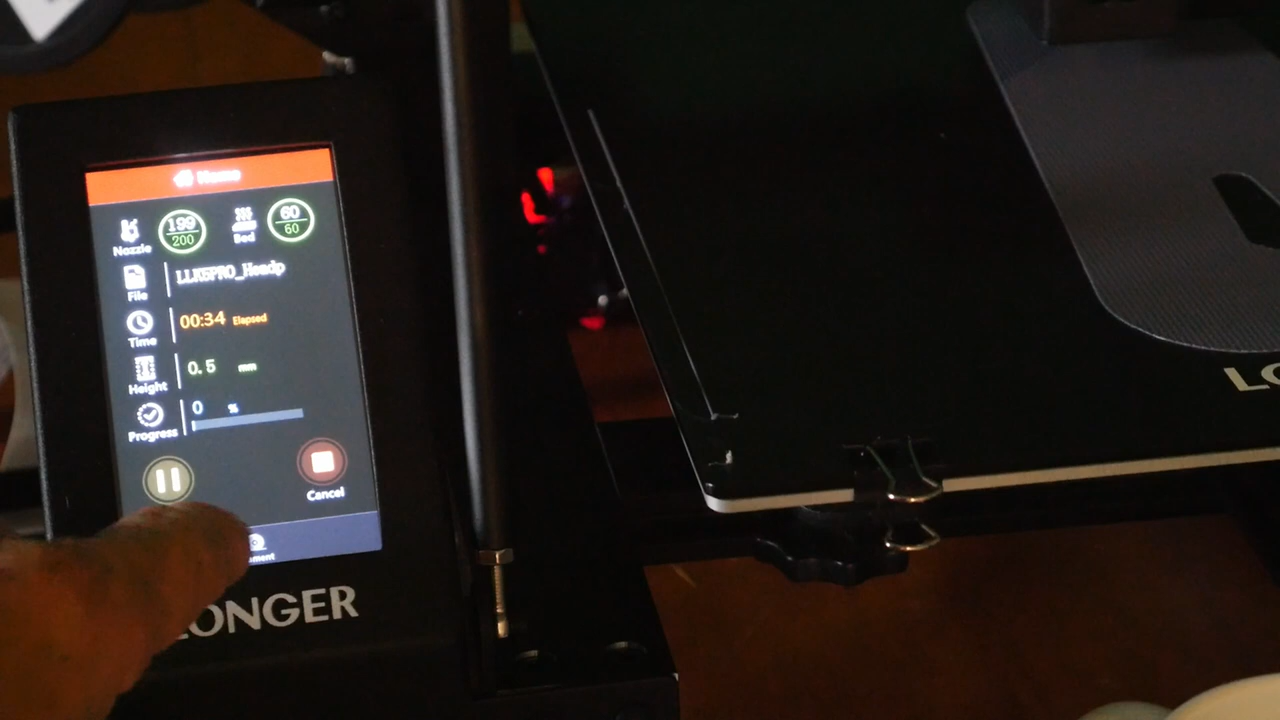 Home
199
200
Nozzle
60
60
Bed
File
LLK5PRO_Headp
Time
00:34 Elapsed
Height
0.5 mm
Progress
0 %
Cancel
LONGER